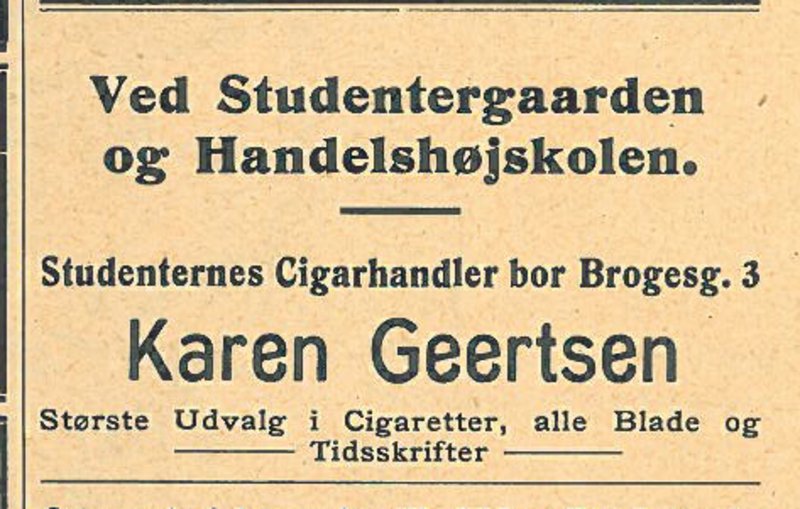 Ved Studentergaarden
og Handelshøjskolen.
Studenternes Cigarhandler bor Brogesg. 3
Karen Geertsen
Største Udvalg i Cigaretter, alle Blade og
Tidsskrifter